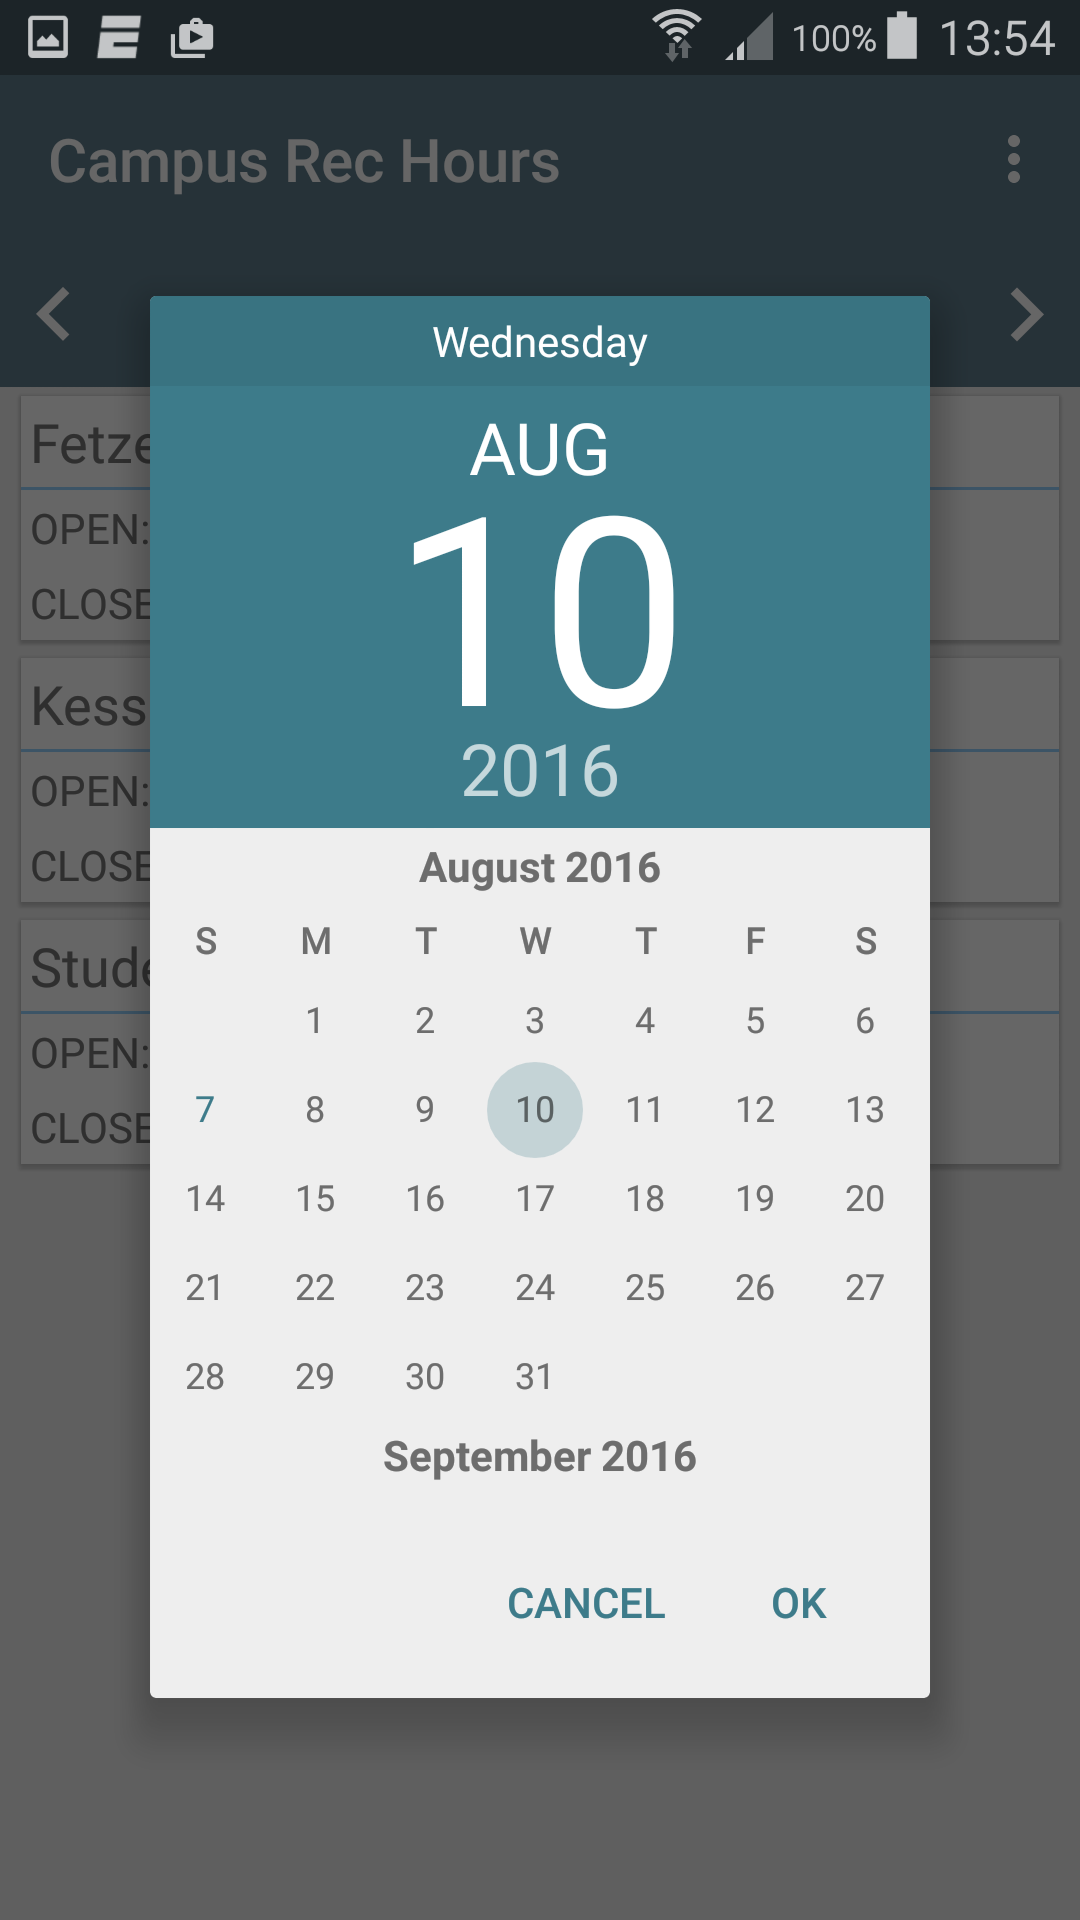 100% 13:54
Campus Rec Hours
Wednesday
AUG
10
2016
Fetze
OPEN:
CLOSE
Kess
OPEN:
CLOSE
Stude
OPEN:
CLOSE
August 2016
S M T W T F S
1 2 3 4 5 6
7 8 9 10 11 12 13
14 15 16 17 18 19 20
21 22 23 24 25 26 27
28 29 30 31
September 2016
CANCEL OK